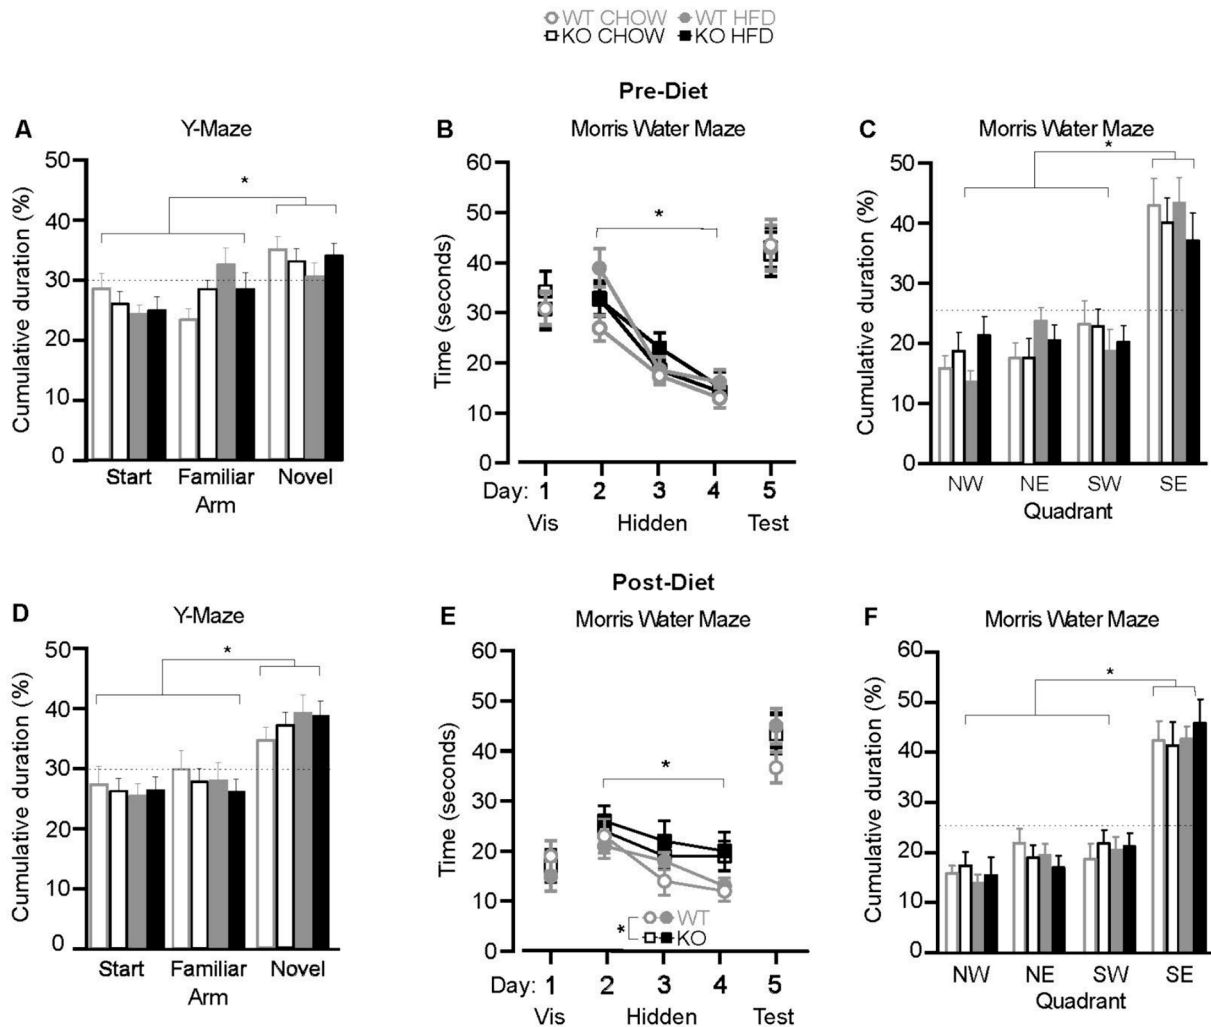 WT CHOW WT HFD
KO CHOW KO HFD
Pre-Diet
A Y-Maze
Cumulative duration (%)
50
40
30
20
10
0
Start Familiar Novel
Arm
*
B Morris Water Maze
Time (seconds)
60
50
40
30
20
10
0
*
Day: 1 2 3 4 5
Vis Hidden Test
C Morris Water Maze
Cumulative duration (%)
50
40
30
20
10
0
*
NW NE SW SE
Quadrant
Post-Diet
D Y-Maze
Cumulative duration (%)
50
40
30
20
10
0
*
Start Familiar Novel
Arm
E Morris Water Maze
Time (seconds)
60
50
40
30
20
10
0
*
* WT
KO
Day: 1 2 3 4 5
Vis Hidden Test
F Morris Water Maze
Cumulative duration (%)
60
50
40
30
20
10
0
*
NW NE SW SE
Quadrant